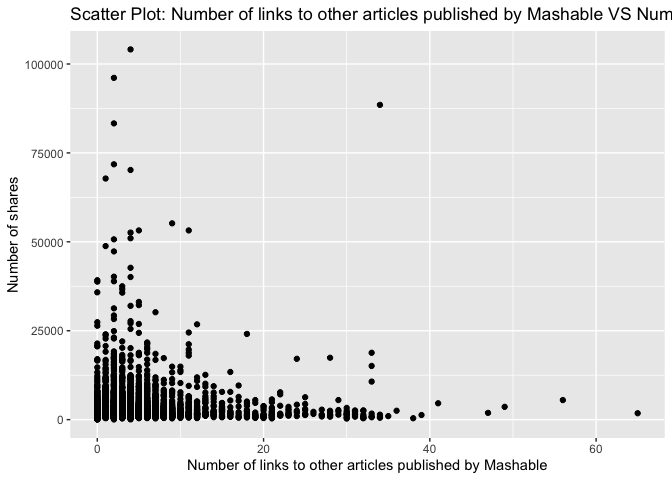 Scatter Plot: Number of links to other articles published by Mashable VS Num
100000
75000
50000
25000
0
Number of shares
0 20 40 60
Number of links to other articles published by Mashable